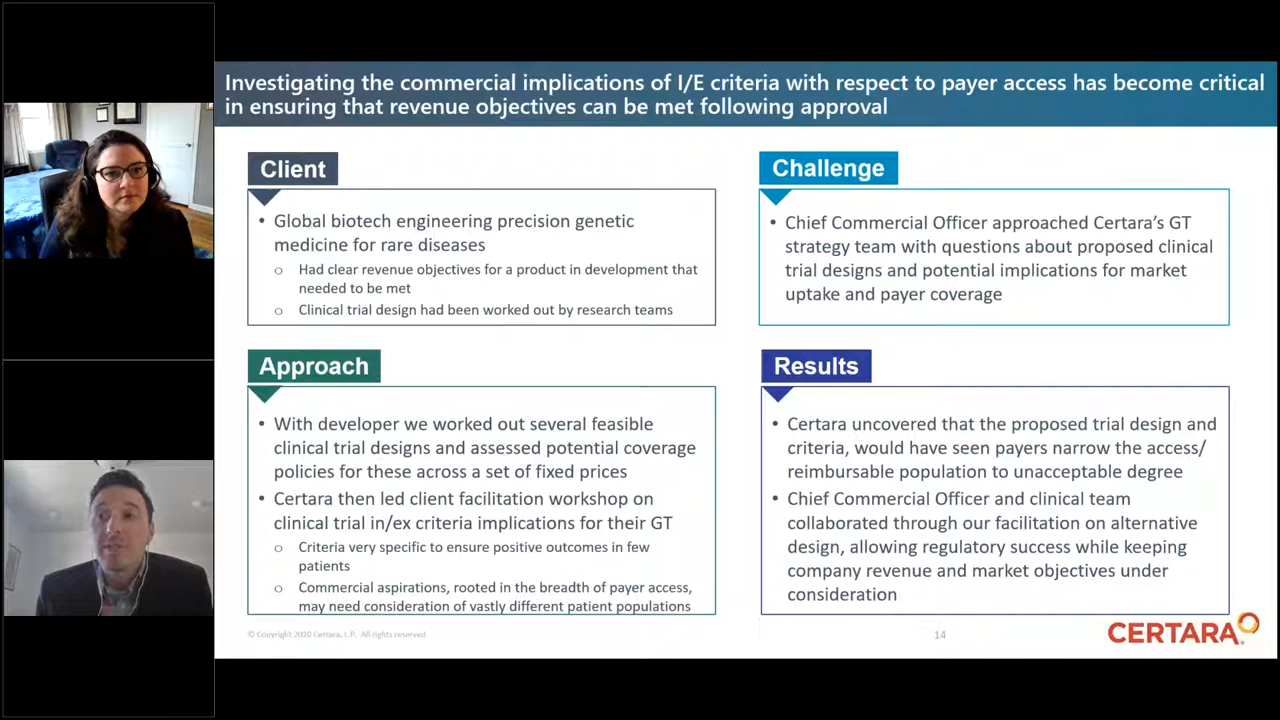 Investigating the commercial implications of I/E criteria with respect to payer access has become critical
in ensuring that revenue objectives can be met following approval
Client
• Global biotech engineering precision genetic
medicine for rare diseases
o Had clear revenue objectives for a product in development that
needed to be met
o Clinical trial design had been worked out by research teams
Challenge
• Chief Commercial Officer approached Certara's GT
strategy team with questions about proposed clinical
trial designs and potential implications for market
uptake and payer coverage
Approach
• With developer we worked out several feasible
clinical trial designs and assessed potential coverage
policies for these across a set of fixed prices
• Certara then led client facilitation workshop on
clinical trial in/ex criteria implications for their GT
o Criteria very specific to ensure positive outcomes in few
patients
o Commercial aspirations, rooted in the breadth of payer access,
may need consideration of vastly different patient populations
Results
• Certara uncovered that the proposed trial design and
criteria, would have seen payers narrow the access/
reimbursable population to unacceptable degree
• Chief Commercial Officer and clinical team
collaborated through our facilitation on alternative
design, allowing regulatory success while keeping
company revenue and market objectives under
consideration
© Copyright 2020 Certara, L.P. All rights reserved
14
CERTARA